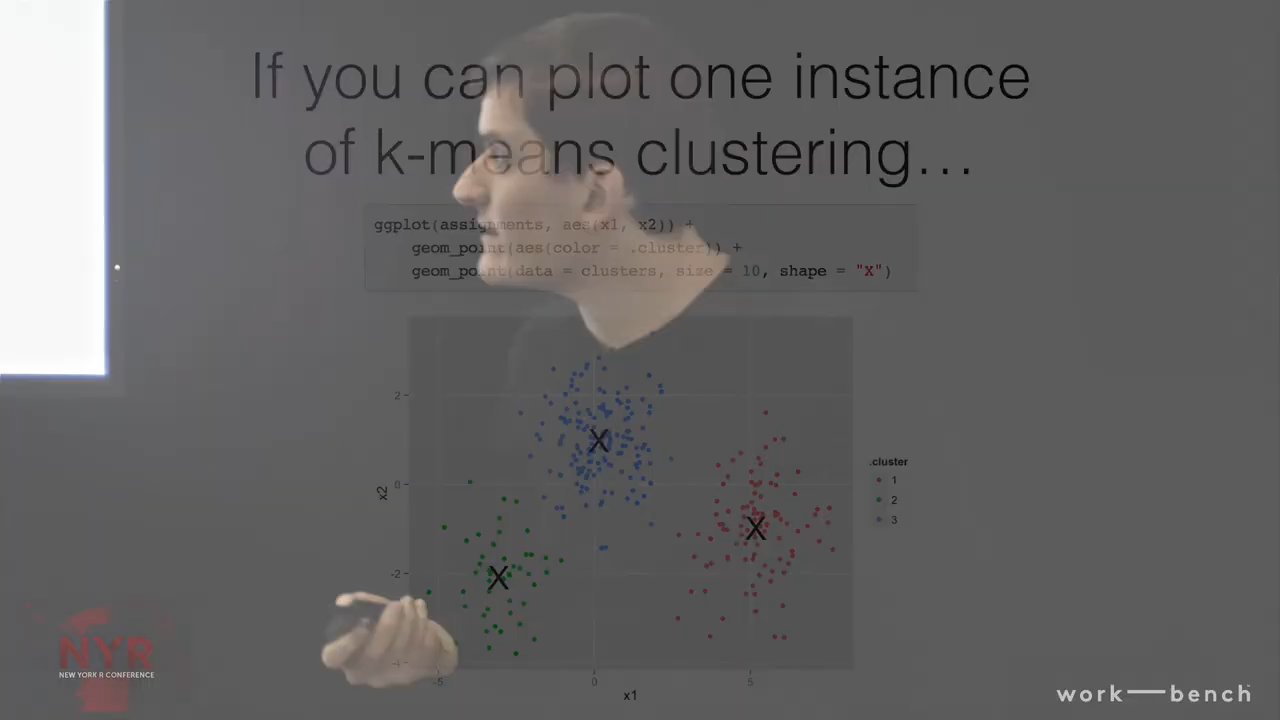 If you can plot one instance
of k-means clustering…
ggplot(assignments, aes(x1, x2)) +
geom_point(aes(color = .cluster)) +
geom_point(data = clusters, size = 10, shape = "X")
2
0
-2
-4
x2
-5
0
5
x1
.cluster
1
2
3
NYR
NEW YORK R CONFERENCE
work—bench